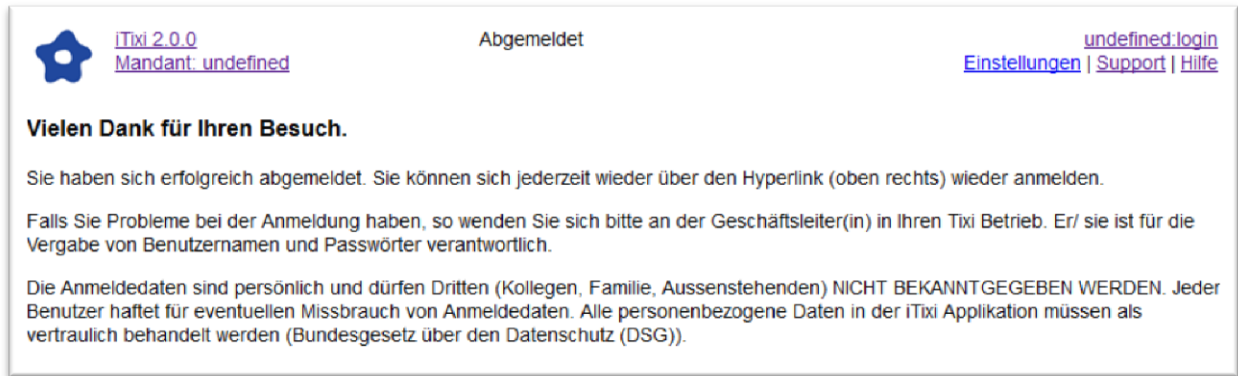 iTixi 2.0.0 Abgemeldet undefined:login
Mandant: undefined Einstellungen | Support | Hilfe
Vielen Dank für Ihren Besuch.
Sie haben sich erfolgreich abgemeldet. Sie können sich jederzeit wieder über den Hyperlink (oben rechts) wieder anmelden.
Falls Sie Probleme bei der Anmeldung haben, so wenden Sie sich bitte an der Geschäftsleiter(in) in Ihren Tixi Betrieb. Er/ sie ist für die
Vergabe von Benutzernamen und Passwörter verantwortlich.
Die Anmeldedaten sind persönlich und dürfen Dritten (Kollegen, Familie, Aussenstehenden) NICHT BEKANNTGEGEBEN WERDEN. Jeder
Benutzer haftet für eventuellen Missbrauch von Anmeldedaten. Alle personenbezogene Daten in der iTixi Applikation müssen als
vertraulich behandelt werden (Bundesgesetz über den Datenschutz (DSG)).